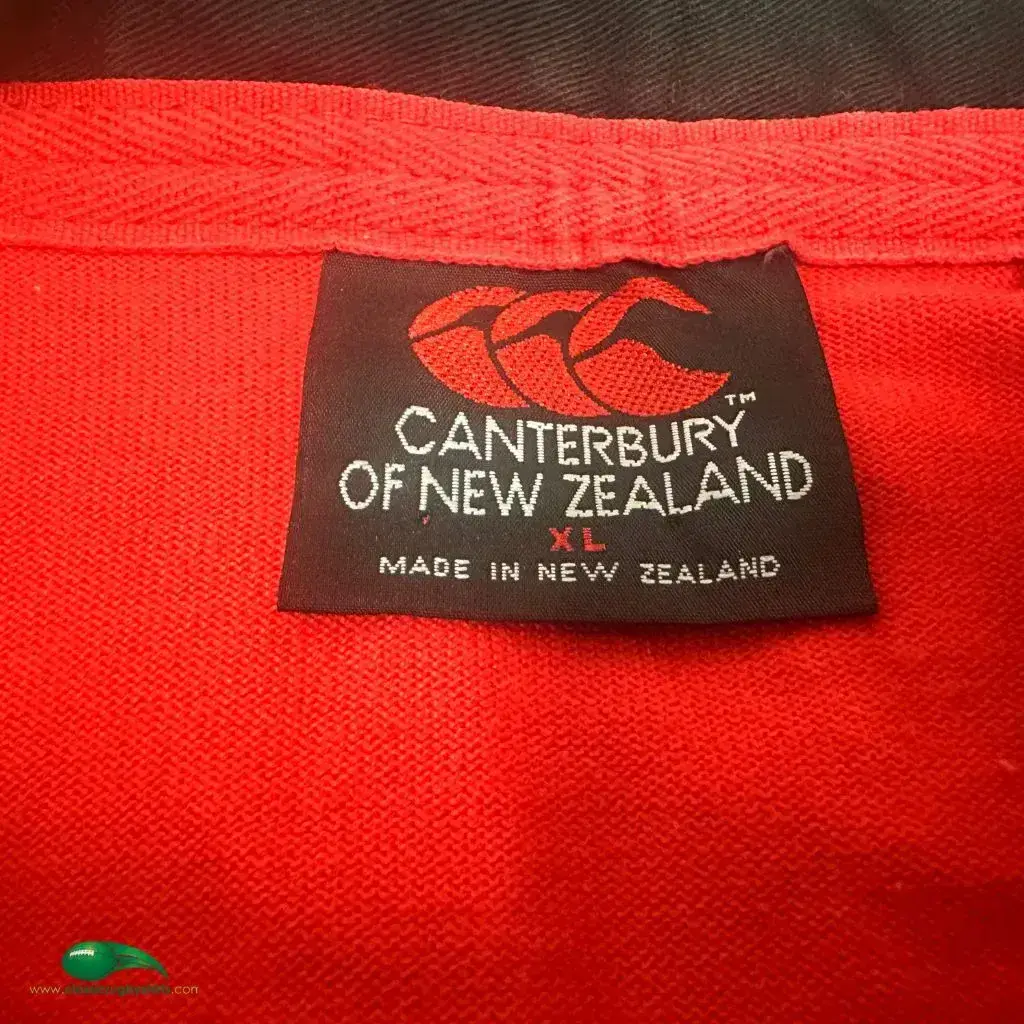 CANTERBURY™
OF NEW ZEALAND
XL
MADE IN NEW ZEALAND